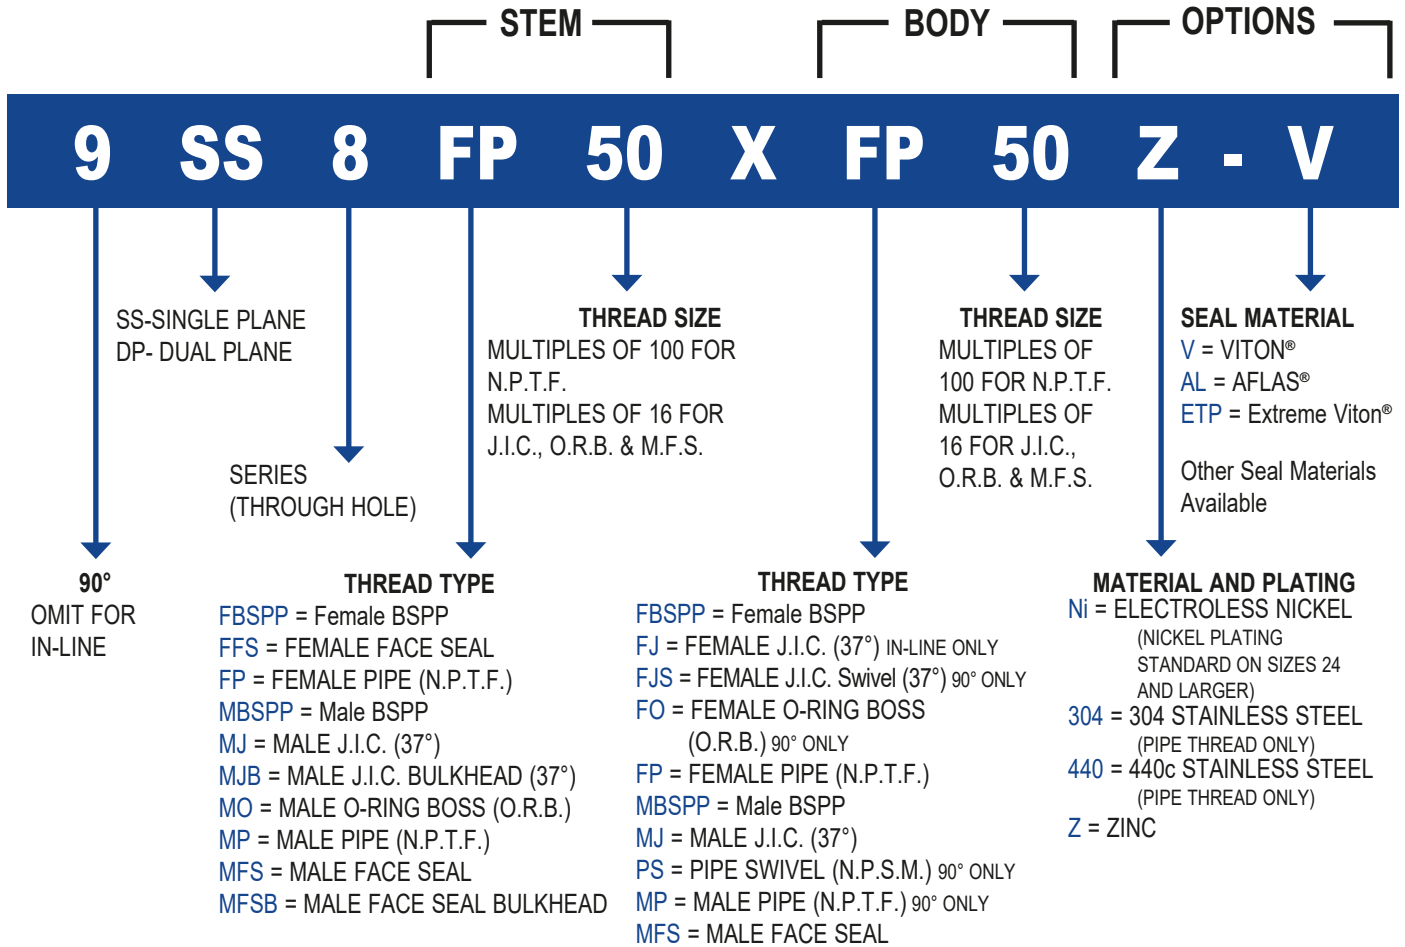 STEM
BODY
OPTIONS
9 SS 8 FP 50 X FP 50 Z - V
SS-SINGLE PLANE
DP- DUAL PLANE
THREAD SIZE
MULTIPLES OF 100 FOR
N.P.T.F.
MULTIPLES OF 16 FOR
J.I.C., O.R.B. & M.F.S.
THREAD SIZE
MULTIPLES OF
100 FOR N.P.T.F.
MULTIPLES OF
16 FOR J.I.C.,
O.R.B. & M.F.S.
SEAL MATERIAL
V = VITON®
AL = AFLAS®
ETP = Extreme Viton®
Other Seal Materials
Available
SERIES
(THROUGH HOLE)
90°
OMIT FOR
IN-LINE
THREAD TYPE
FBSPP = Female BSPP
FFS = FEMALE FACE SEAL
FP = FEMALE PIPE (N.P.T.F.)
MBSPP = Male BSPP
MJ = MALE J.I.C. (37°)
MJB = MALE J.I.C. BULKHEAD (37°)
MO = MALE O-RING BOSS (O.R.B.)
MP = MALE PIPE (N.P.T.F.)
MFS = MALE FACE SEAL
MFSB = MALE FACE SEAL BULKHEAD
THREAD TYPE
FBSPP = Female BSPP
FJ = FEMALE J.I.C. (37°) IN-LINE ONLY
FJS = FEMALE J.I.C. Swivel (37°) 90° ONLY
FO = FEMALE O-RING BOSS
(O.R.B.) 90° ONLY
FP = FEMALE PIPE (N.P.T.F.)
MBSPP = Male BSPP
MJ = MALE J.I.C. (37°)
PS = PIPE SWIVEL (N.P.S.M.) 90° ONLY
MP = MALE PIPE (N.P.T.F.) 90° ONLY
MFS = MALE FACE SEAL
MATERIAL AND PLATING
Ni = ELECTROLESS NICKEL
(NICKEL PLATING
STANDARD ON SIZES 24
AND LARGER)
304 = 304 STAINLESS STEEL
(PIPE THREAD ONLY)
440 = 440c STAINLESS STEEL
(PIPE THREAD ONLY)
Z = ZINC